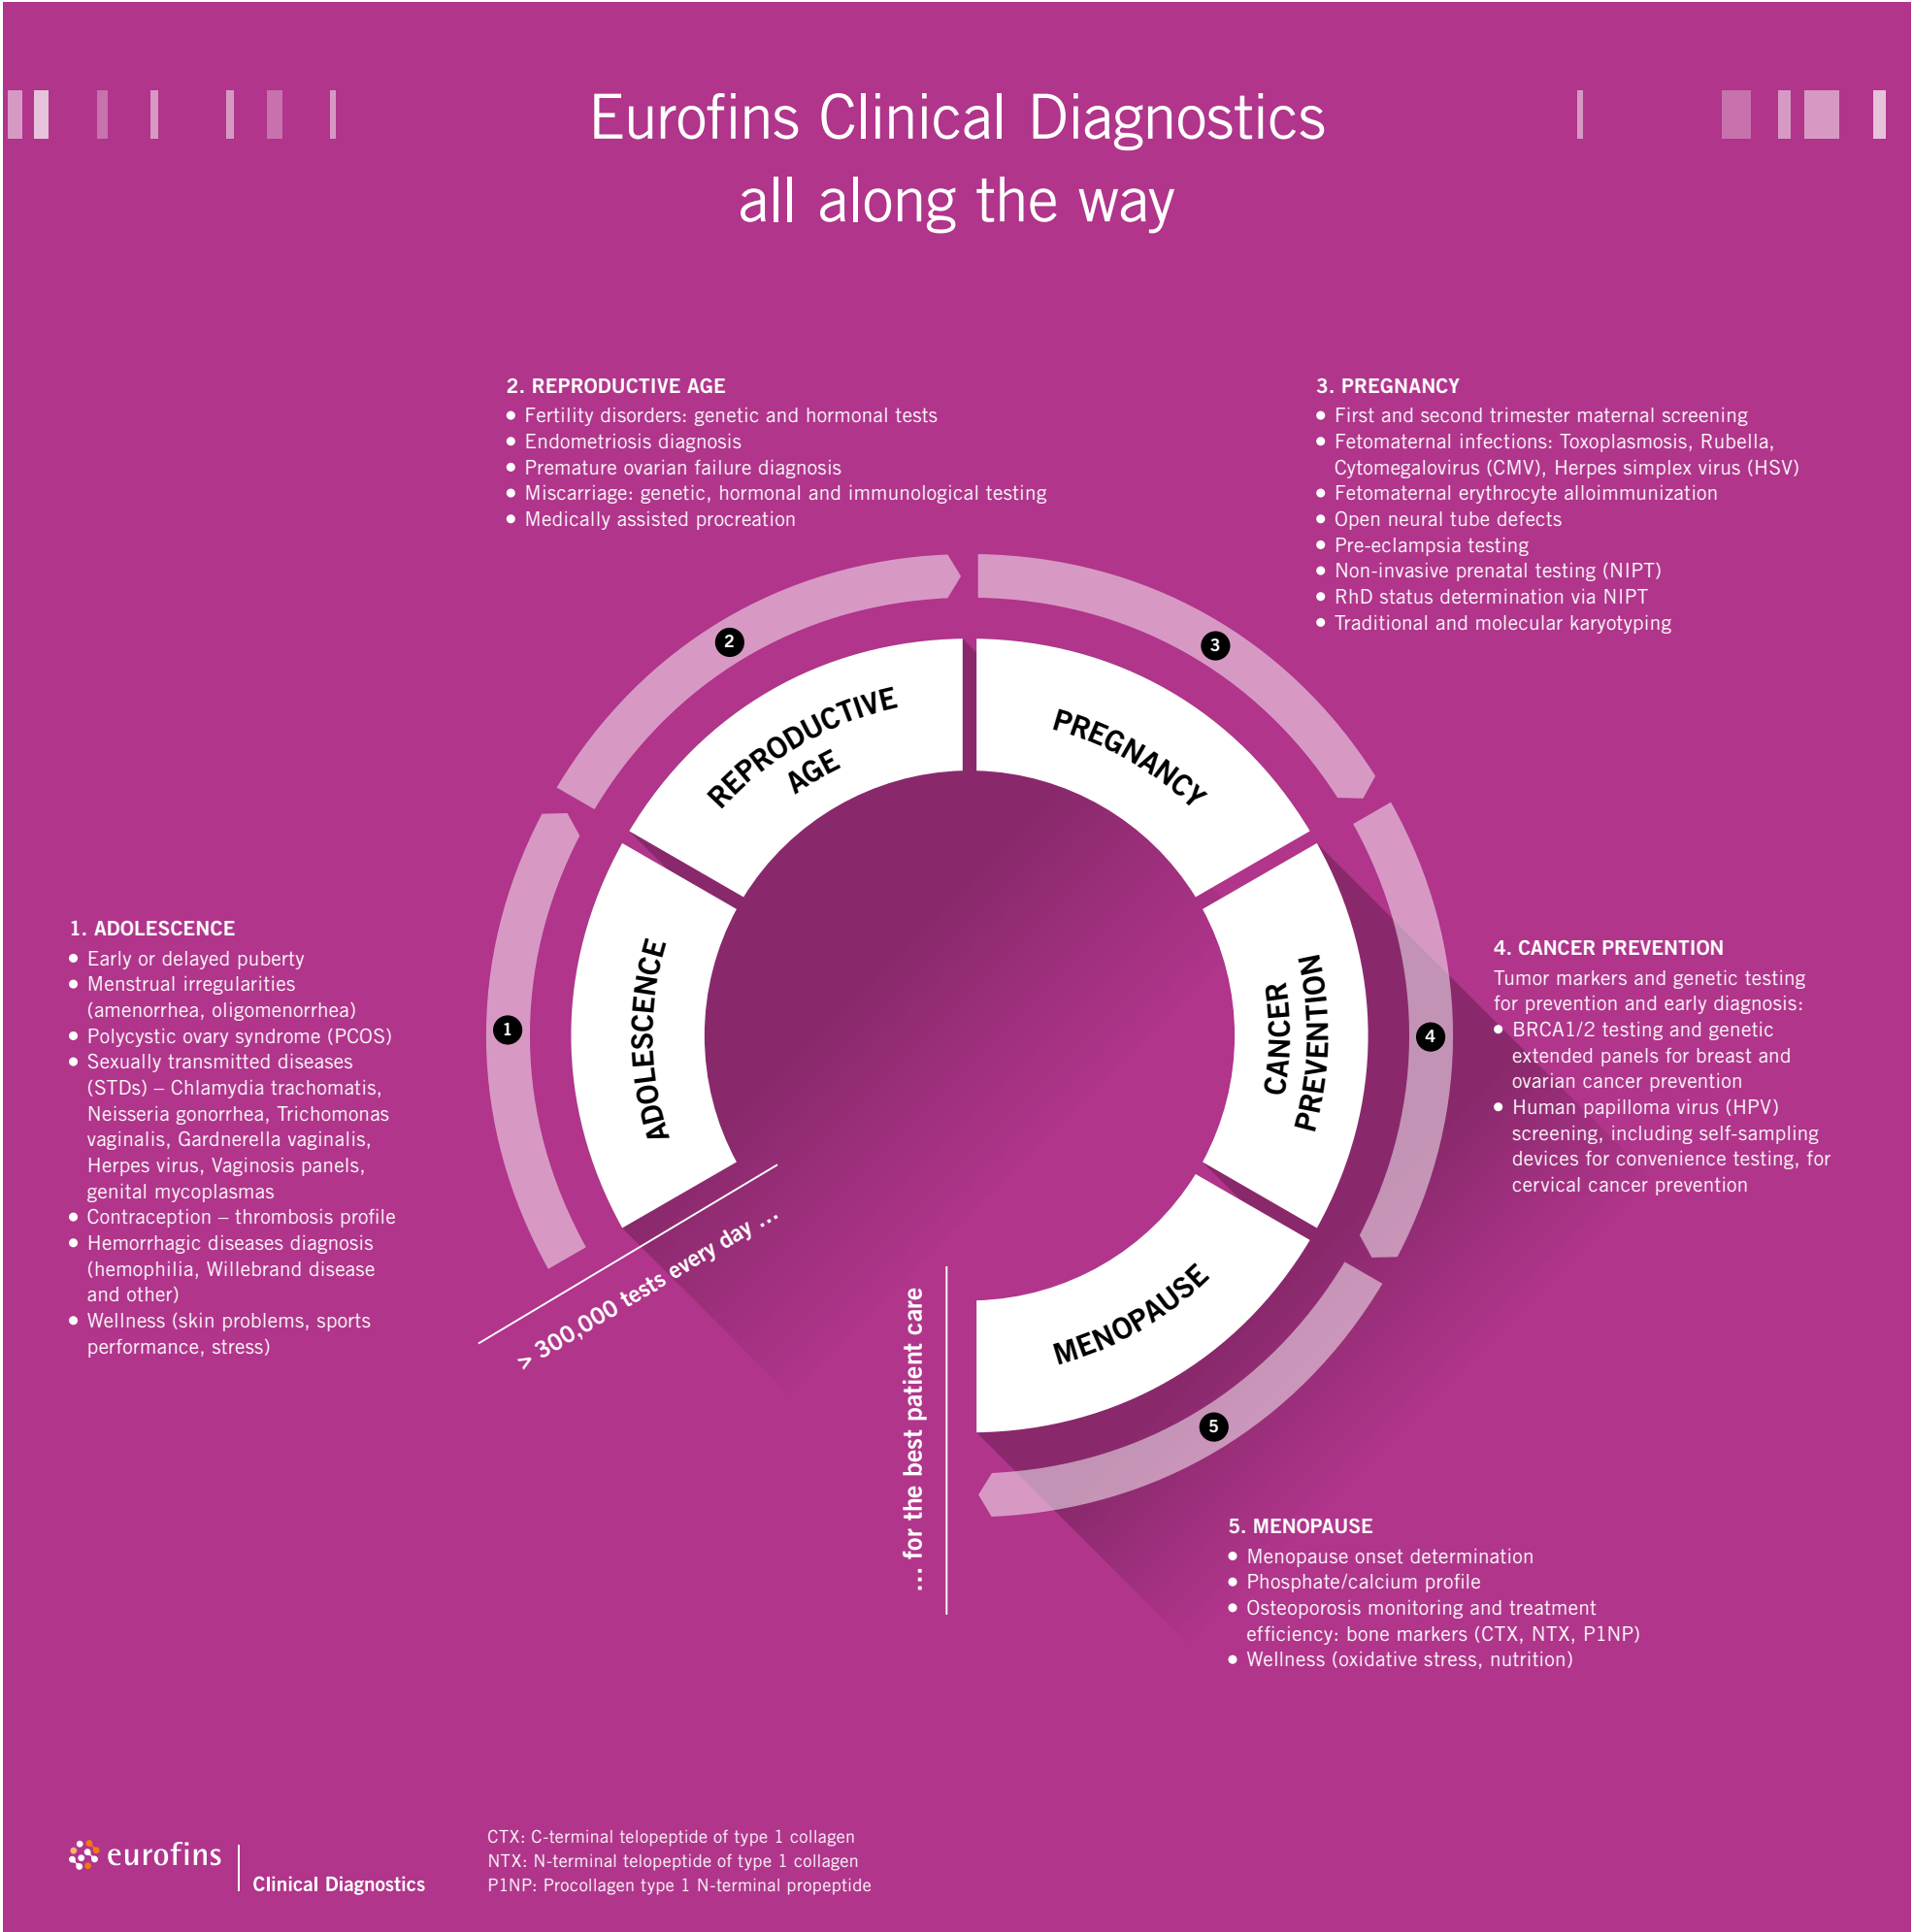 Eurofins Clinical Diagnostics
all along the way
2. REPRODUCTIVE AGE
• Fertility disorders: genetic and hormonal tests
• Endometriosis diagnosis
• Premature ovarian failure diagnosis
• Miscarriage: genetic, hormonal and immunological testing
• Medically assisted procreation
3. PREGNANCY
• First and second trimester maternal screening
• Fetomaternal infections: Toxoplasmosis, Rubella,
Cytomegalovirus (CMV), Herpes simplex virus (HSV)
• Fetomaternal erythrocyte alloimmunization
• Open neural tube defects
• Pre-eclampsia testing
• Non-invasive prenatal testing (NIPT)
• RhD status determination via NIPT
• Traditional and molecular karyotyping
2
3
REPRODUCTIVE
AGE
PREGNANCY
1. ADOLESCENCE
• Early or delayed puberty
• Menstrual irregularities
(amenorrhea, oligomenorrhea)
• Polycystic ovary syndrome (PCOS)
• Sexually transmitted diseases
(STDs) – Chlamydia trachomatis,
Neisseria gonorrhea, Trichomonas
vaginalis, Gardnerella vaginalis,
Herpes virus, Vaginosis panels,
genital mycoplasmas
• Contraception – thrombosis profile
• Hemorrhagic diseases diagnosis
(hemophilia, Willebrand disease
and other)
• Wellness (skin problems, sports
performance, stress)
1
ADOLESCENCE
CANCER
PREVENTION
4
4. CANCER PREVENTION
Tumor markers and genetic testing
for prevention and early diagnosis:
• BRCA1/2 testing and genetic
extended panels for breast and
ovarian cancer prevention
• Human papilloma virus (HPV)
screening, including self-sampling
devices for convenience testing, for
cervical cancer prevention
> 300,000 tests every day ...
... for the best patient care
MENOPAUSE
5
5. MENOPAUSE
• Menopause onset determination
• Phosphate/calcium profile
• Osteoporosis monitoring and treatment
efficiency: bone markers (CTX, NTX, P1NP)
• Wellness (oxidative stress, nutrition)
eurofins
Clinical Diagnostics
CTX: C-terminal telopeptide of type 1 collagen
NTX: N-terminal telopeptide of type 1 collagen
P1NP: Procollagen type 1 N-terminal propeptide